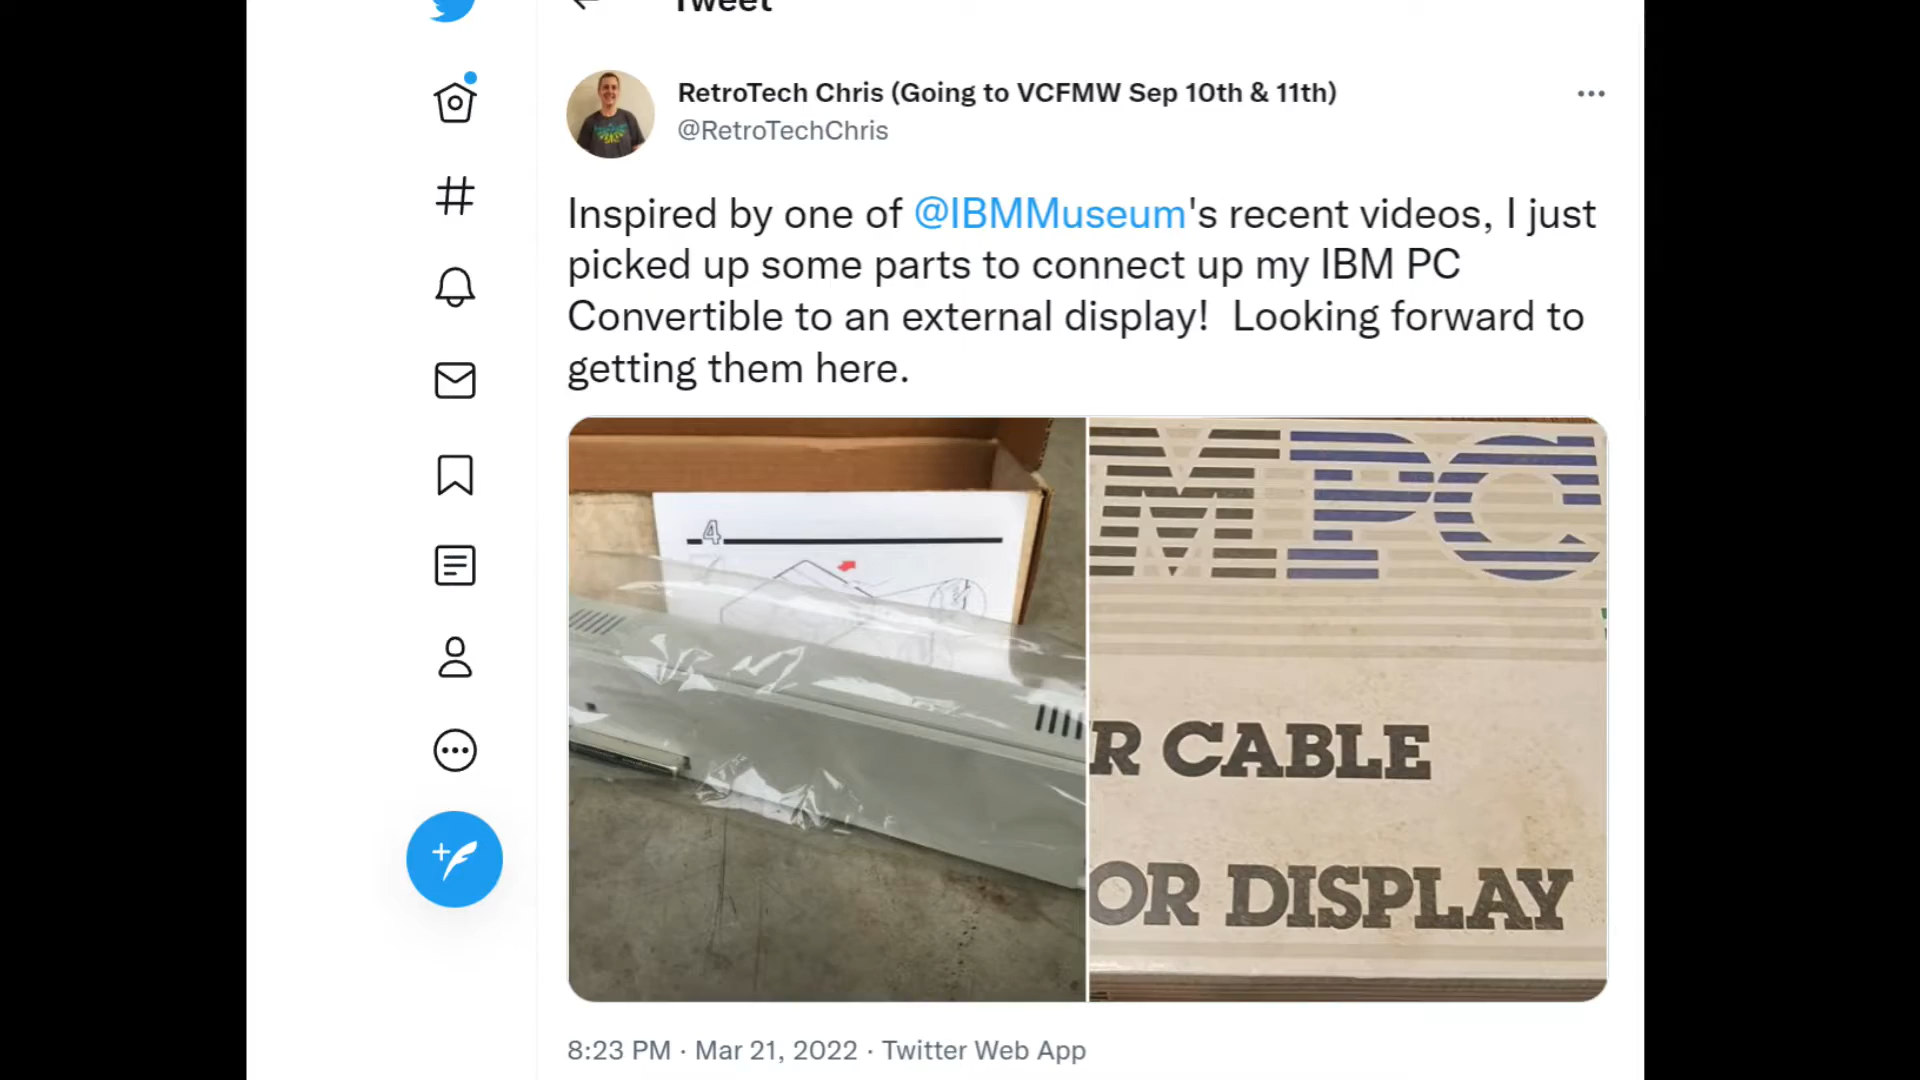 Tweet
RetroTech Chris (Going to VCFMW Sep 10th & 11th)
@RetroTechChris
Inspired by one of @IBMMuseum's recent videos, I just
picked up some parts to connect up my IBM PC
Convertible to an external display!  Looking forward to
getting them here.
4
M PC
R CABLE
OR DISPLAY
8:23 PM · Mar 21, 2022 · Twitter Web App